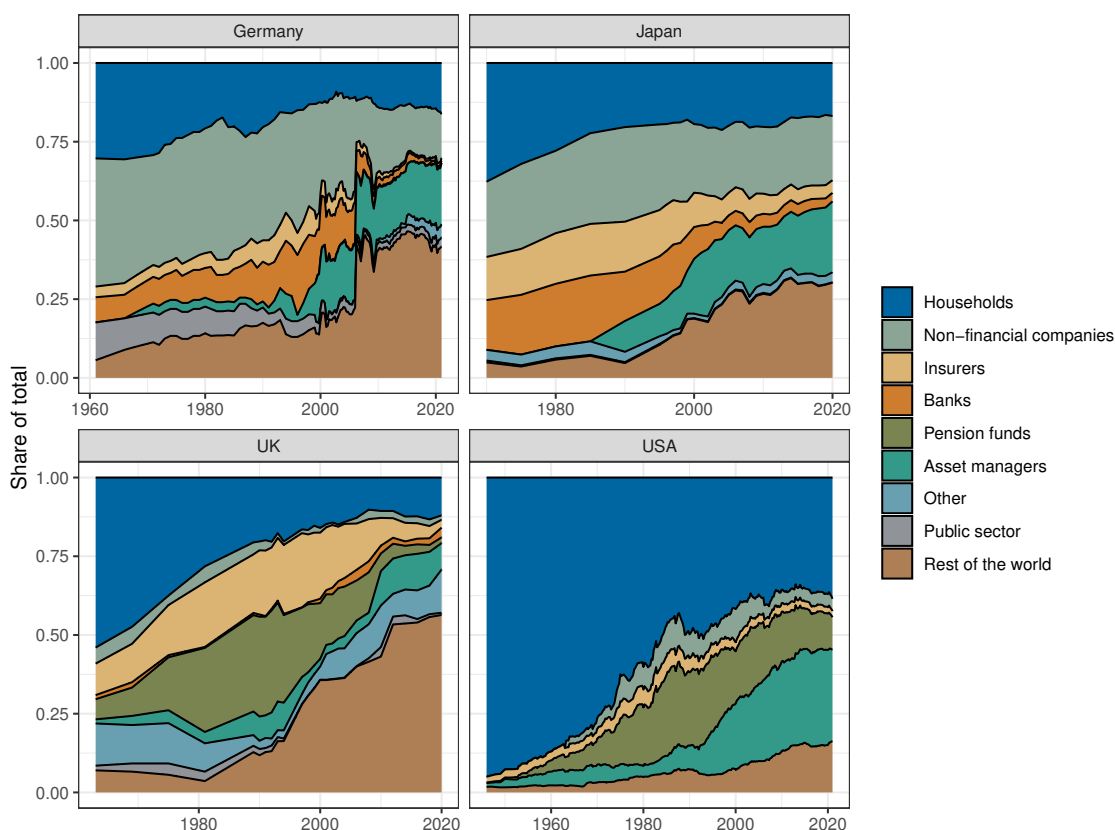 Germany
Japan
1.00
0.75
0.50
0.25
0.00
1960
1980
2000
2020
1980
2000
2020
UK
USA
1.00
0.75
0.50
0.25
0.00
1980
2000
2020
1960
1980
2000
2020
Share of total
Households
Non−financial companies
Insurers
Banks
Pension funds
Asset managers
Other
Public sector
Rest of the world